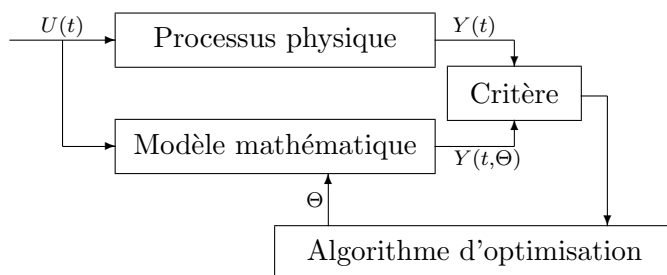 U(t)
Processus physique
Y(t)
Critère
Modèle mathématique
Y(t,Θ)
Θ
Algorithme d'optimisation